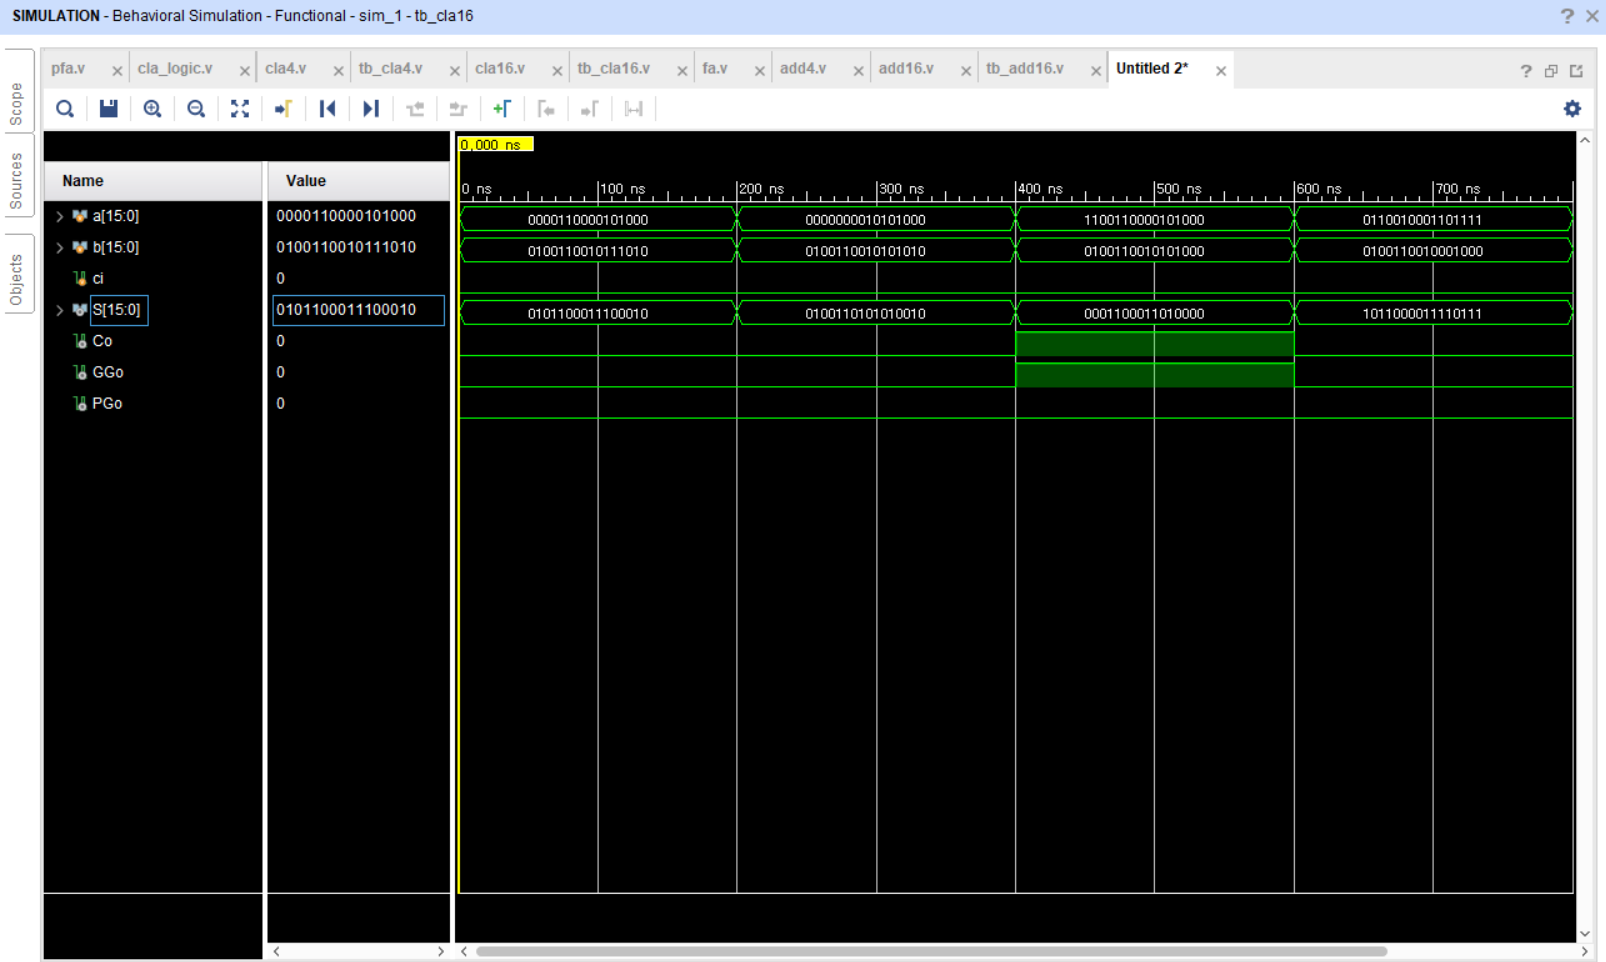 SIMULATION - Behavioral Simulation - Functional - sim_1 - tb_cla16
Scope
Sources
Objects
pfa.v cla_logic.v cla4.v tb_cla4.v cla16.v tb_cla16.v fa.v add4.v add16.v tb_add16.v Untitled 2*
0.000 ns
Name Value
0 ns 100 ns 200 ns 300 ns 400 ns 500 ns 600 ns 700 ns
a[15:0] 0000110000101000 0000110000101000 0000000010101000 1100110000101000 0110010001101111
b[15:0] 0100110010111010 0100110010111010 0100110010101010 0100110010101000 0100110010001000
ci 0
S[15:0] 0101100011100010 0101100011100010 0100110101010010 0001100011010000 1011000011110111
Co 0
GGo 0
PGo 0